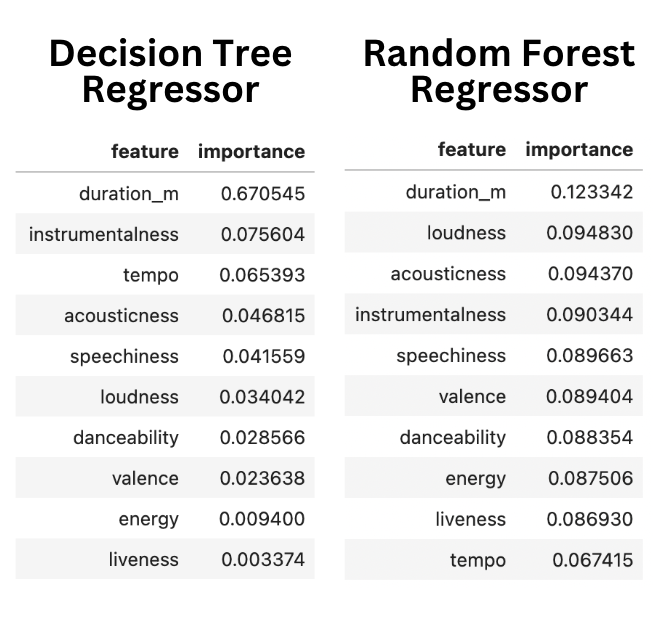 Decision Tree
Regressor
feature importance
duration_m 0.670545
instrumentalness 0.075604
tempo 0.065393
acousticness 0.046815
speechiness 0.041559
loudness 0.034042
danceability 0.028566
valence 0.023638
energy 0.009400
liveness 0.003374
Random Forest
Regressor
feature importance
duration_m 0.123342
loudness 0.094830
acousticness 0.094370
instrumentalness 0.090344
speechiness 0.089663
valence 0.089404
danceability 0.088354
energy 0.087506
liveness 0.086930
tempo 0.067415